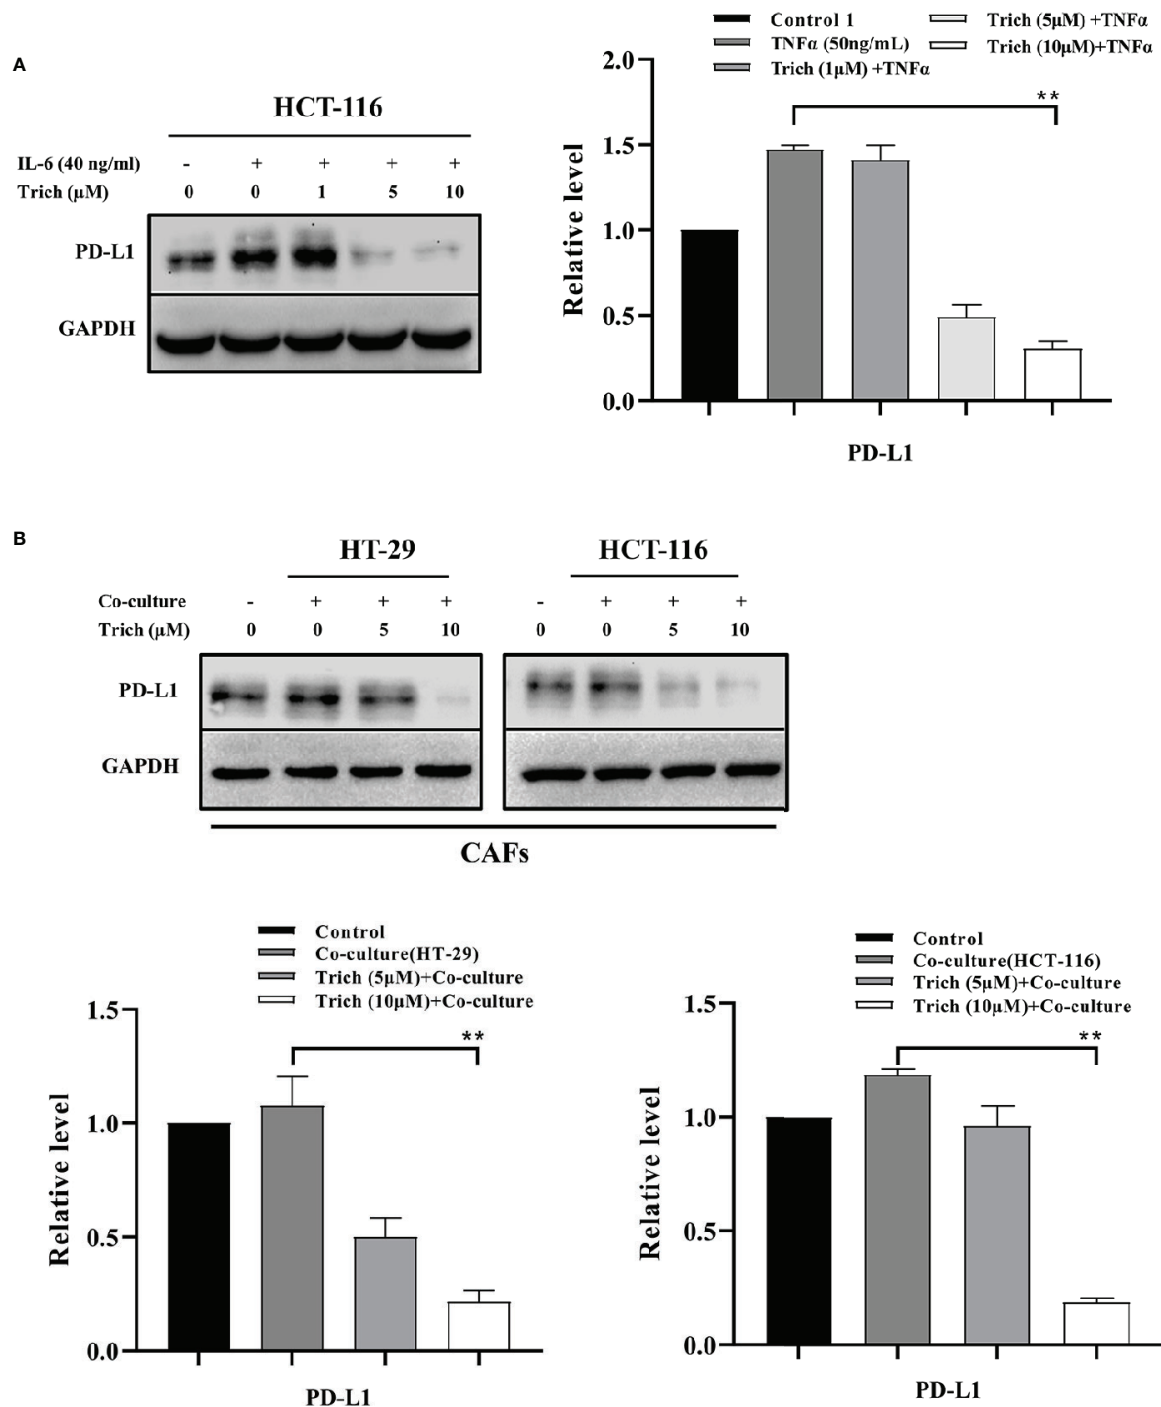 A
HCT-116
IL-6 (40 ng/ml) - + + + +
Trich (μM) 0 0 1 5 10
PD-L1
GAPDH
Control 1
TNFα (50ng/mL)
Trich (1μM) +TNFα
Trich (5μM) +TNFα
Trich (10μM)+TNFα
**
Relative level
2.0
1.5
1.0
0.5
0.0
PD-L1
B
HT-29 HCT-116
Co-culture - + + + - + + +
Trich (μM) 0 0 5 10 0 0 5 10
PD-L1
GAPDH
CAFs
Control
Co-culture(HT-29)
Trich (5μM)+Co-culture
Trich (10μM)+Co-culture
**
Relative level
1.5
1.0
0.5
0.0
PD-L1
Control
Co-culture(HCT-116)
Trich (5μM)+Co-culture
Trich (10μM)+Co-culture
**
Relative level
1.5
1.0
0.5
0.0
PD-L1